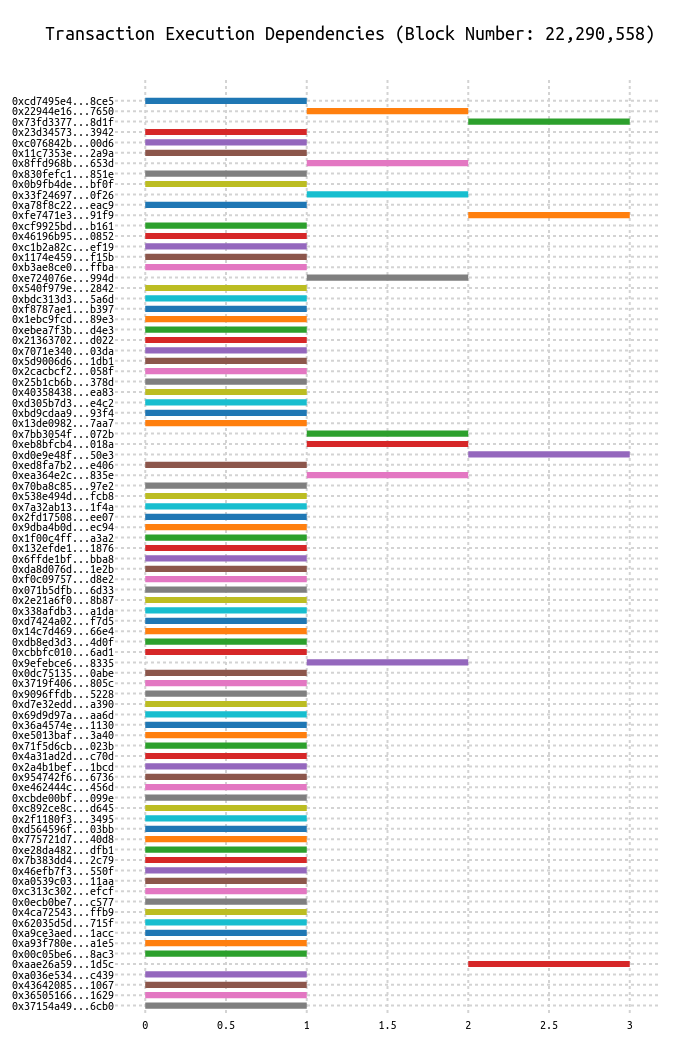 Transaction Execution Dependencies (Block Number: 22,290,558)
0xcd7495e4...8ce5
0x22944e16...7650
0x73fd3377...8d1f
0x23d34573...3942
0xc076842b...00d6
0x11c7353e...2a9a
0x8ffd968b...653d
0x830fefc1...851e
0x0b9fb4de...bf0f
0x33f24697...0f26
0xa78f8c22...eac9
0xfe7471e3...91f9
0xcf9925bd...b161
0x46196b95...0852
0xc1b2a82c...ef19
0x1174e459...f15b
0xb3ae8ce0...ffba
0xe724076e...994d
0x540f979e...2842
0xbdc313d3...5a6d
0xf8787ae1...b397
0x1ebc9fcd...89e3
0xebea7f3b...d4e3
0x21363702...d022
0x7071e340...03da
0x5d9006d6...1db1
0x2cacbcf2...058f
0x25b1cb6b...378d
0x40358438...ea83
0xd305b7d3...e4c2
0xbd9cdaa9...93f4
0x13de0982...7aa7
0x7bb3054f...072b
0xeb8bfcb4...018a
0xd0e9e48f...50e3
0xed8fa7b2...e406
0xea364e2c...835e
0x70ba8c85...97e2
0x538e494d...fcb8
0x7a32ab13...1f4a
0x2fd17508...ee07
0x9dba4b0d...ec94
0x1f00c4ff...a3a2
0x132efde1...1876
0x6ffde1bf...bba8
0xda8d076d...1e2b
0xf0c09757...d8e2
0x071b5dfb...6d33
0x2e21a6f0...8b87
0x338afdb3...a1da
0xd7424a02...f7d5
0x14c7d469...66e4
0xdb8ed3d3...4d0f
0xcbbfc010...6ad1
0x9efebce6...8335
0x0dc75135...0abe
0x3719f406...805c
0x9096ffdb...5228
0xd7e32edd...a390
0x69d9d97a...aa6d
0x36a4574e...1130
0xe5013baf...3a40
0x71f5d6cb...023b
0x4a31ad2d...c70d
0x2a4b1bef...1bcd
0x954742f6...6736
0xe462444c...456d
0xcbde00bf...099e
0xc892ce8c...d645
0x2f1180f3...3495
0xd564596f...03bb
0x775721d7...40d8
0xe28da482...dfb1
0x7b383dd4...2c79
0x46efb7f3...550f
0xa0539c03...11aa
0xc313c302...efcf
0x0ecb0be7...c577
0x4ca72543...ffb9
0x62035d5d...715f
0xa9ce3aed...1acc
0xa93f780e...a1e5
0x00c05be6...8ac3
0xaae26a59...1d5c
0xa036e534...c439
0x43642085...1067
0x36505166...1629
0x37154a49...6cb0
0 0.5 1 1.5 2 2.5 3